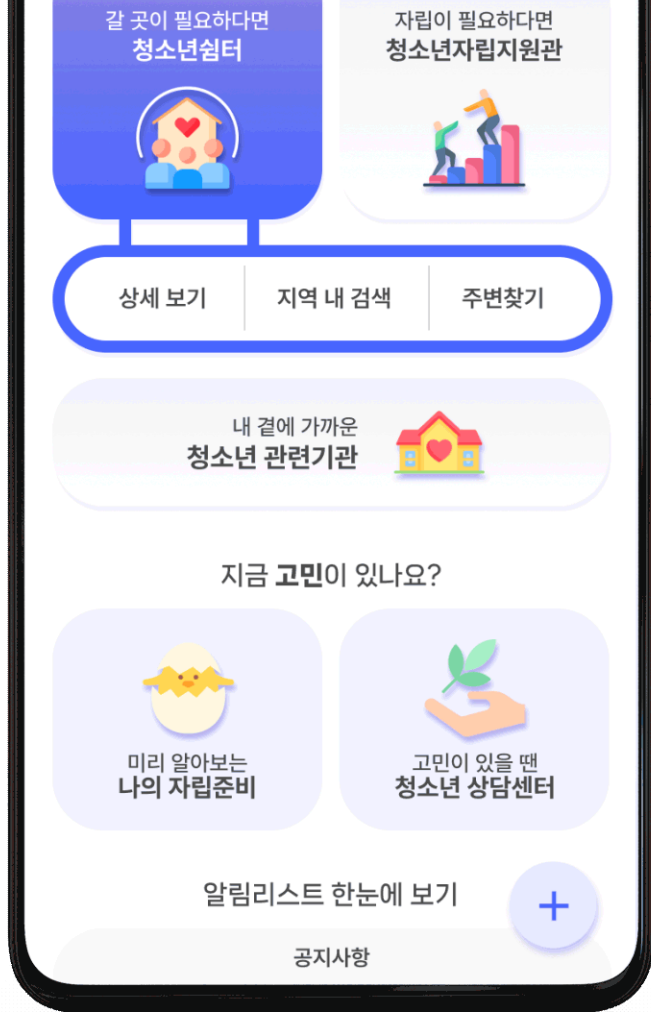 갈 곳이 필요하다면
청소년쉼터
자립이 필요하다면
청소년자립지원관
상세 보기
지역 내 검색
주변찾기
내 곁에 가까운
청소년 관련기관
지금 고민이 있나요?
미리 알아보는
나의 자립준비
고민이 있을 땐
청소년 상담센터
알림리스트 한눈에 보기
공지사항